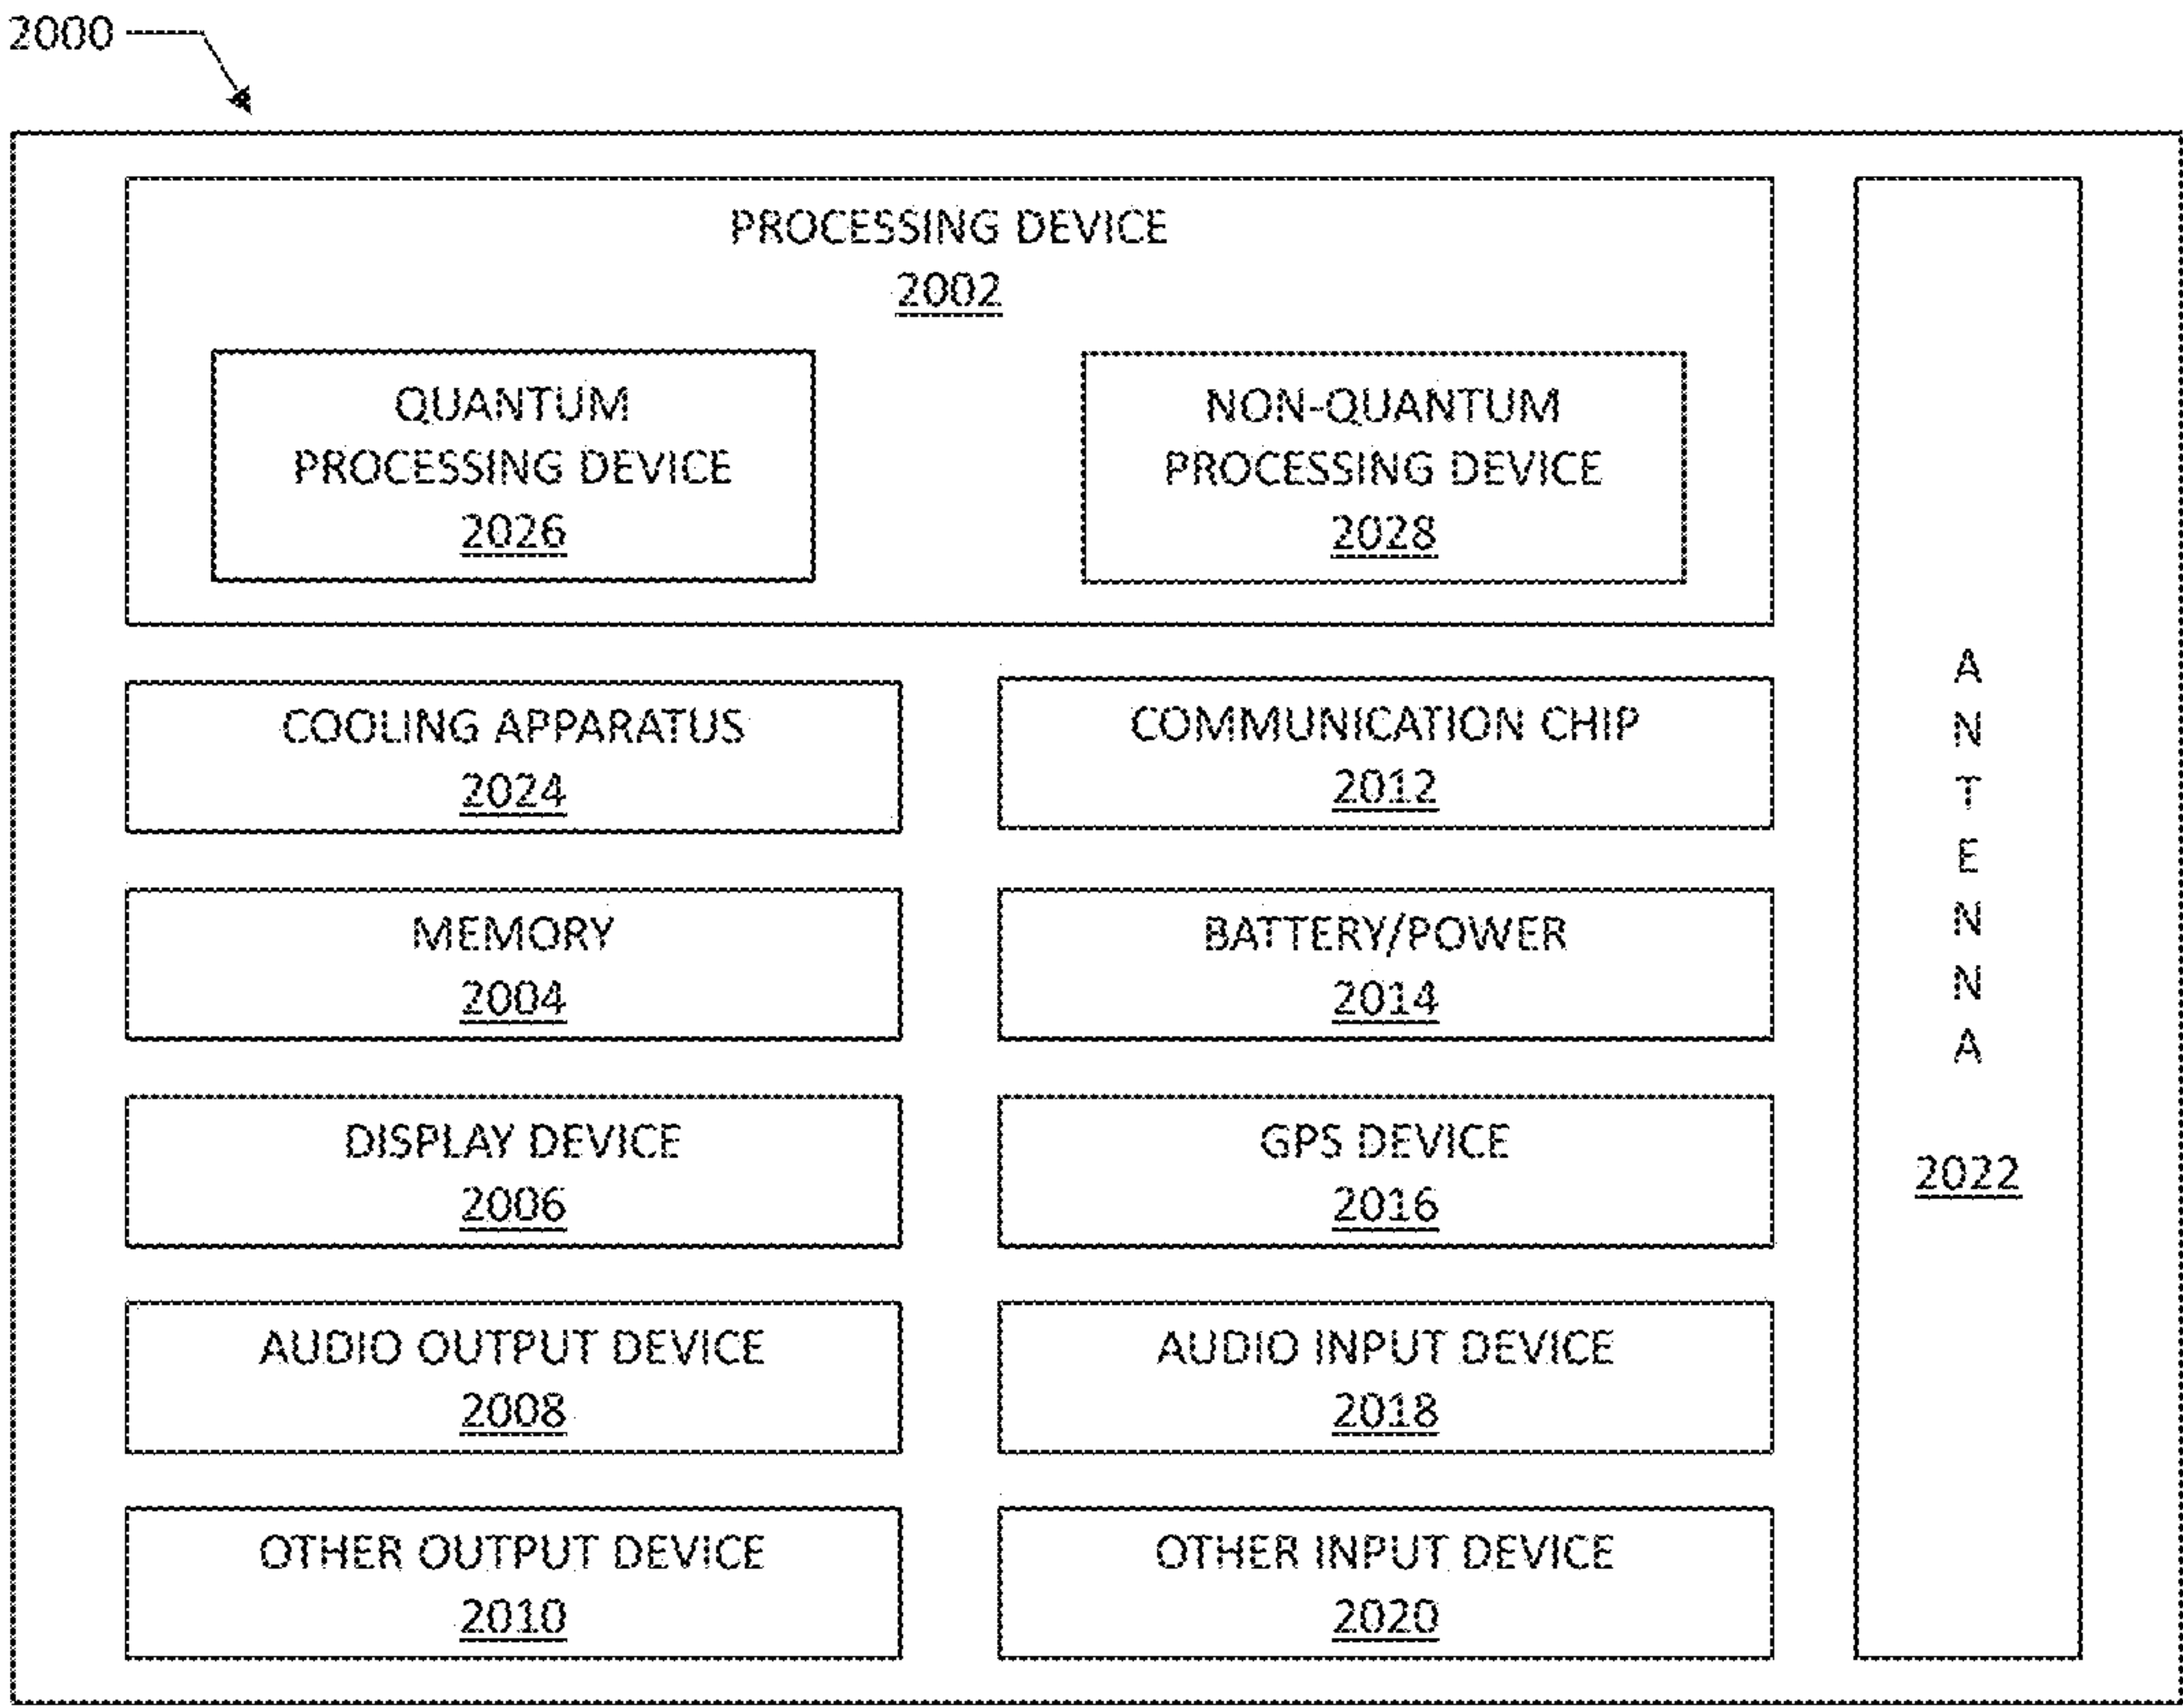 2000
PROCESSING DEVICE
2002
QUANTUM
PROCESSING DEVICE
2026
NON-QUANTUM
PROCESSING DEVICE
2028
COOLING APPARATUS
2024
COMMUNICATION CHIP
2012
MEMORY
2004
BATTERY/POWER
2014
DISPLAY DEVICE
2006
GPS DEVICE
2016
AUDIO OUTPUT DEVICE
2008
AUDIO INPUT DEVICE
2018
OTHER OUTPUT DEVICE
2010
OTHER INPUT DEVICE
2020
ANTENNA
2022